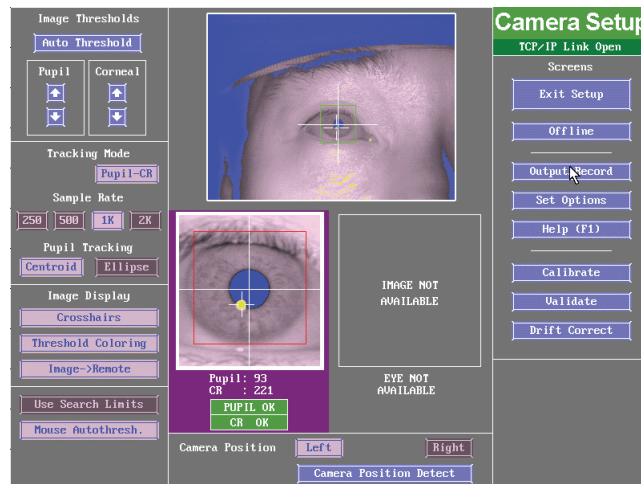 Image Thresholds
Auto Threshold
Pupil
Corneal
Tracking Mode
Pupil-CR
Sample Rate
250
500
1K
2K
Pupil Tracking
Centroid
Ellipse
Image Display
Crosshairs
Threshold Coloring
Image->Remote
Use Search Limits
Mouse Autothresh.
Pupil: 93
CR : 221
PUPIL OK
CR OK
IMAGE NOT
AVAILABLE
EYE NOT
AVAILABLE
Camera Position
Left
Right
Camera Position Detect
Camera Setup
TCP/IP Link Open
Screens
Exit Setup
Offline
Output/Record
Set Options
Help (F1)
Calibrate
Validate
Drift Correct